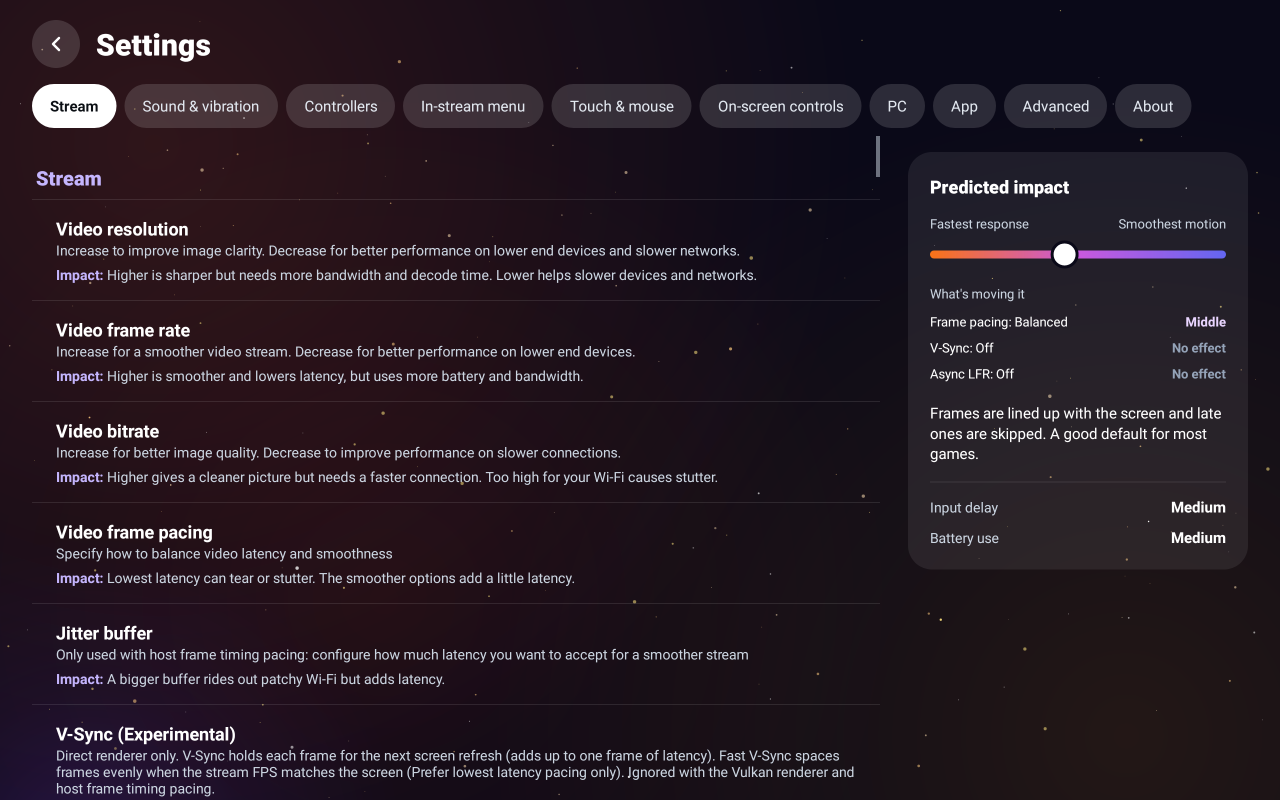 Settings
Stream
Sound & vibration
Controllers
In-stream menu
Touch & mouse
On-screen controls
PC
App
Advanced
About
Stream
Video resolution
Increase to improve image clarity. Decrease for better performance on lower end devices and slower networks.
Impact: Higher is sharper but needs more bandwidth and decode time. Lower helps slower devices and networks.
Video frame rate
Increase for a smoother video stream. Decrease for better performance on lower end devices.
Impact: Higher is smoother and lowers latency, but uses more battery and bandwidth.
Video bitrate
Increase for better image quality. Decrease to improve performance on slower connections.
Impact: Higher gives a cleaner picture but needs a faster connection. Too high for your Wi-Fi causes stutter.
Video frame pacing
Specify how to balance video latency and smoothness
Impact: Lowest latency can tear or stutter. The smoother options add a little latency.
Jitter buffer
Only used with host frame timing pacing: configure how much latency you want to accept for a smoother stream
Impact: A bigger buffer rides out patchy Wi-Fi but adds latency.
V-Sync (Experimental)
Direct renderer only. V-Sync holds each frame for the next screen refresh (adds up to one frame of latency). Fast V-Sync spaces
frames evenly when the stream FPS matches the screen (Prefer lowest latency pacing only). Ignored with the Vulkan renderer and
host frame timing pacing.
Predicted impact
Fastest response
Smoothest motion
What's moving it
Frame pacing: Balanced
Middle
V-Sync: Off
No effect
Async LFR: Off
No effect
Frames are lined up with the screen and late
ones are skipped. A good default for most
games.
Input delay
Medium
Battery use
Medium